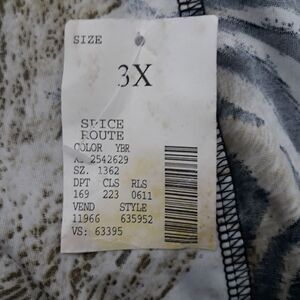 SIZE
3X
SPICE
ROUTE
COLOR YBR
2542629
SZ. 1362
DPT CLS RLS
169 223 0611
VEND STYLE
11966 635952
VS: 63395